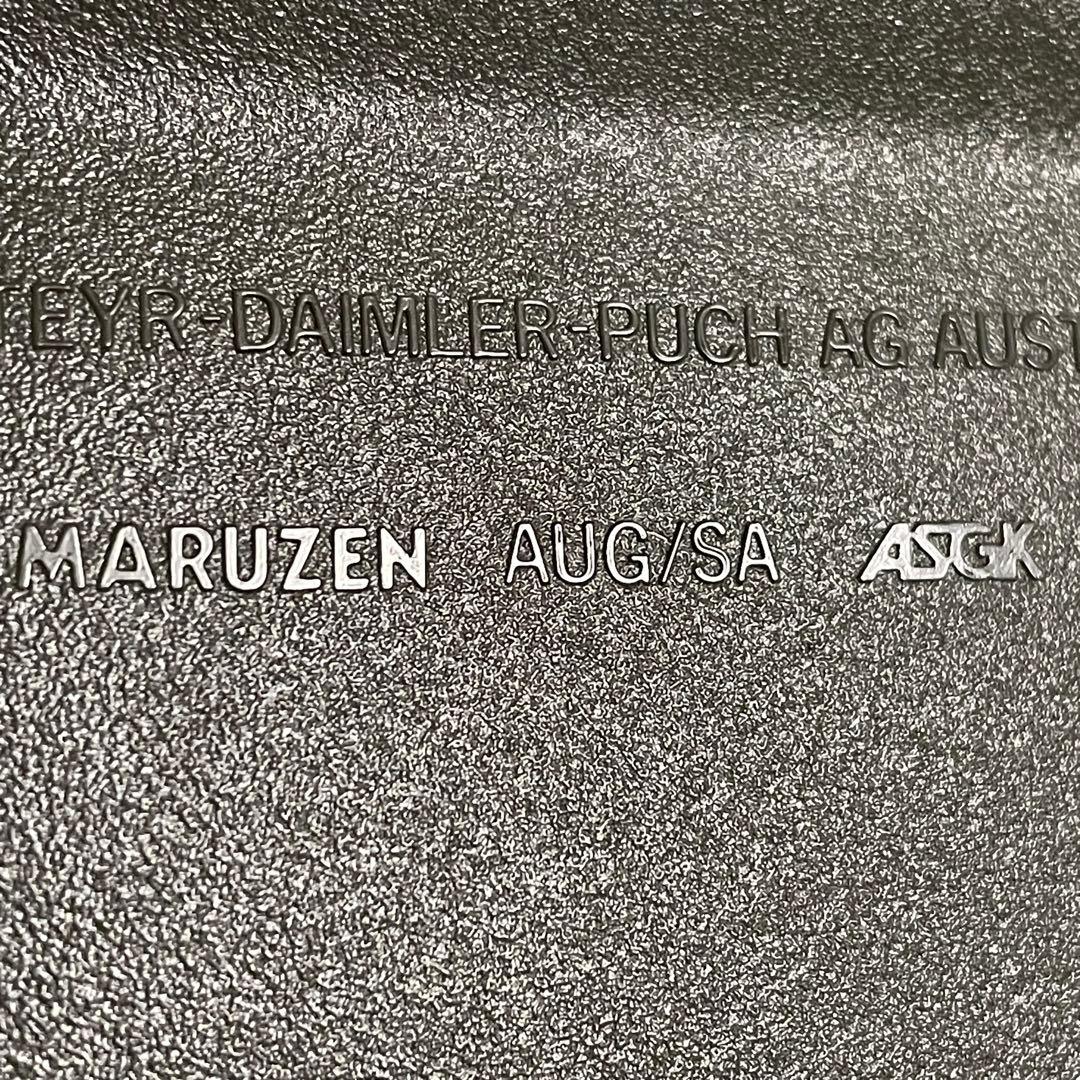 TEYR-DAIMLER-PUCH AG AUST
MARUZEN AUG/SA ASGK